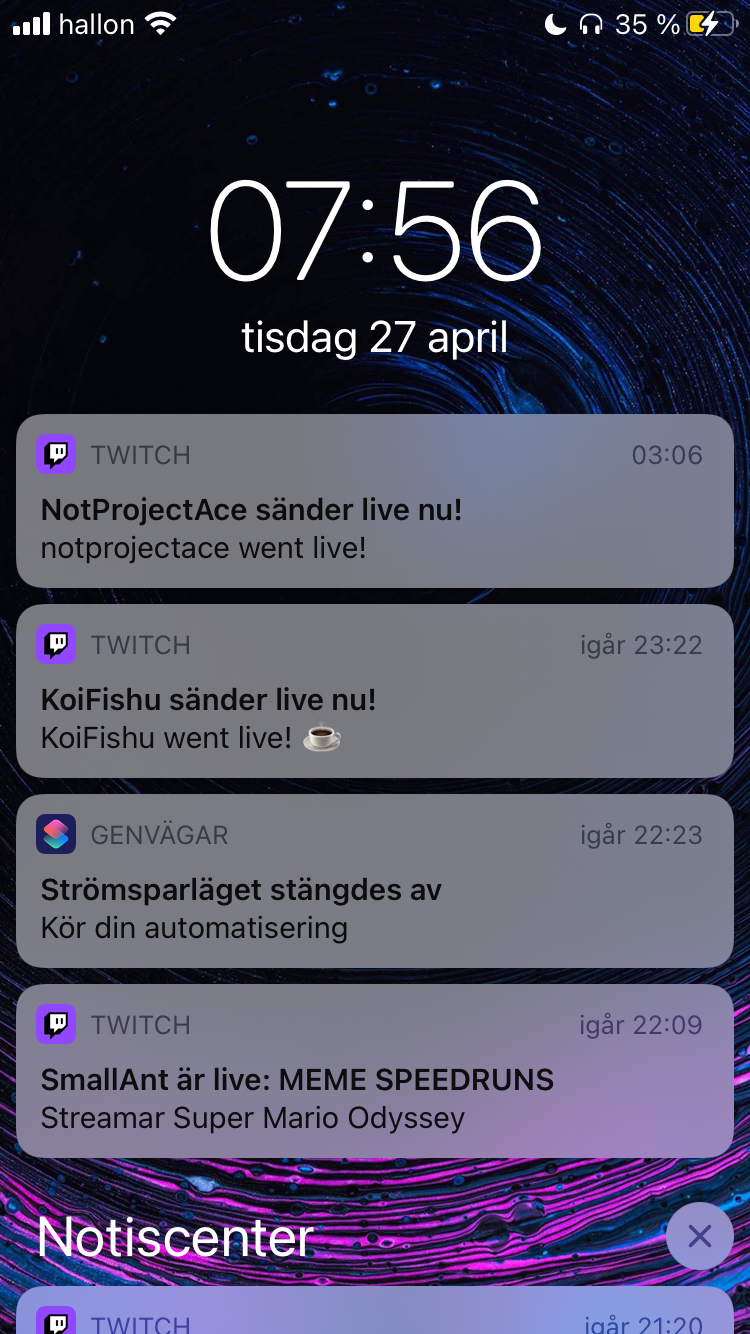 hallon 35 %
07:56
tisdag 27 april
TWITCH 03:06
NotProjectAce sänder live nu!
notprojectace went live!
TWITCH igår 23:22
KoiFishu sänder live nu!
KoiFishu went live! ☕
GENVÄGAR igår 22:23
Strömsparläget stängdes av
Kör din automatisering
TWITCH igår 22:09
SmallAnt är live: MEME SPEEDRUNS
Streamar Super Mario Odyssey
Notiscenter
TWITCH igår 21:20